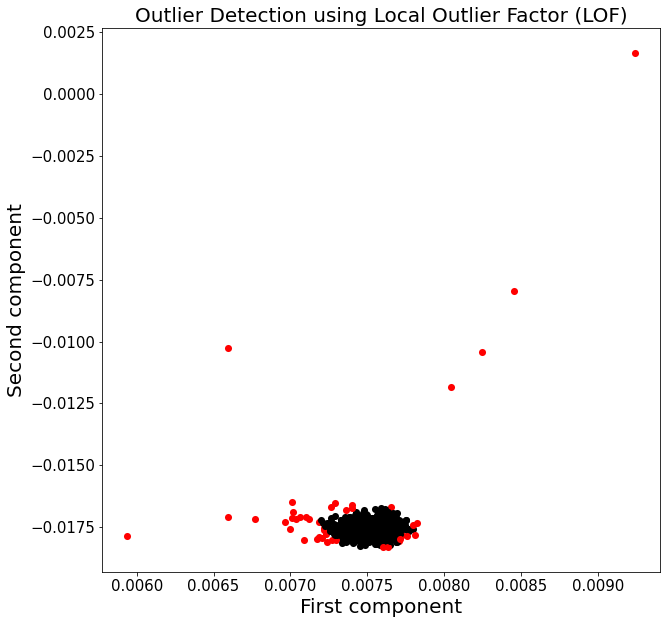 Outlier Detection using Local Outlier Factor (LOF)
0.0025
0.0000
−0.0025
−0.0050
−0.0075
−0.0100
−0.0125
−0.0150
−0.0175
Second component
0.0060 0.0065 0.0070 0.0075 0.0080 0.0085 0.0090
First component